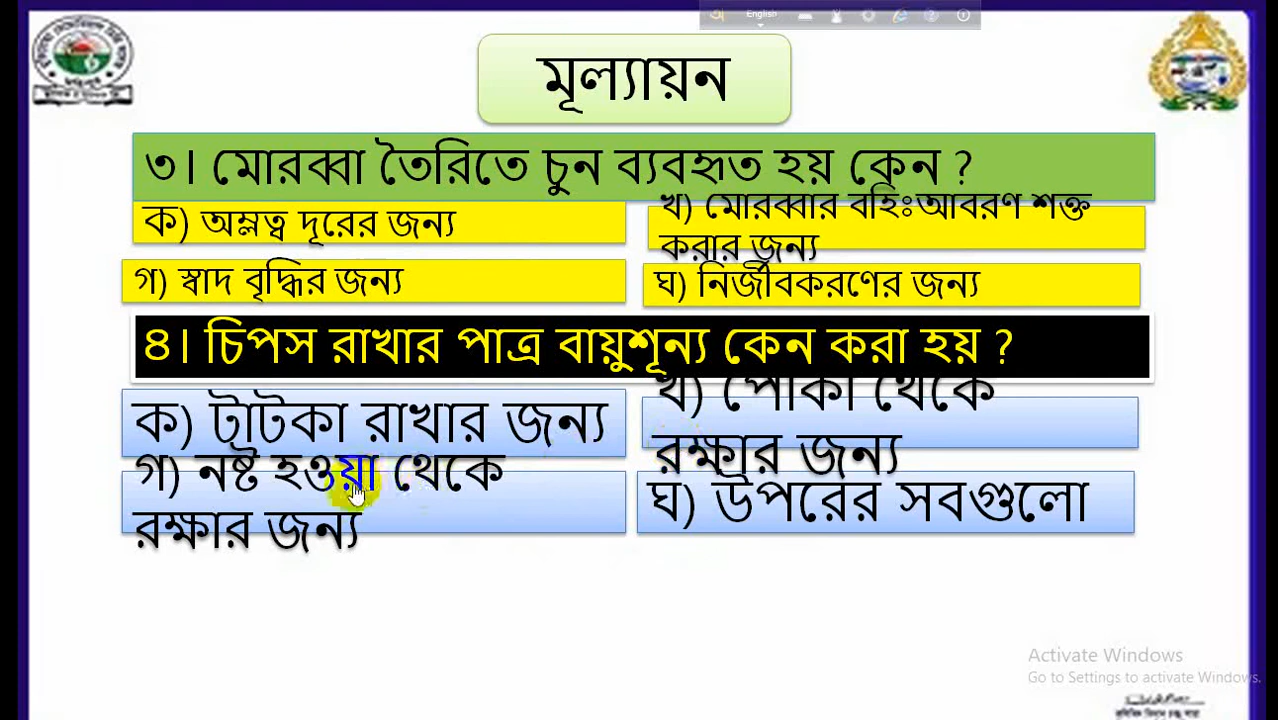 English
মূল্যায়ন
৩। মোরব্বা তৈরিতে চুন ব্যবহৃত হয় কেন ?
ক) অম্লত্ব দূরের জন্য
খ) মোরব্বার বহিঃআবরণ শক্ত
করার জন্য
গ) স্বাদ বৃদ্ধির জন্য
ঘ) নির্জীবকরণের জন্য
৪। চিপস রাখার পাত্র বায়ুশূন্য কেন করা হয় ?
ক) টাটকা রাখার জন্য
খ) পোকা থেকে
রক্ষার জন্য
গ) নষ্ট হওয়া থেকে
রক্ষার জন্য
ঘ) উপরের সবগুলো
Activate Windows
Go to Settings to activate Windows.